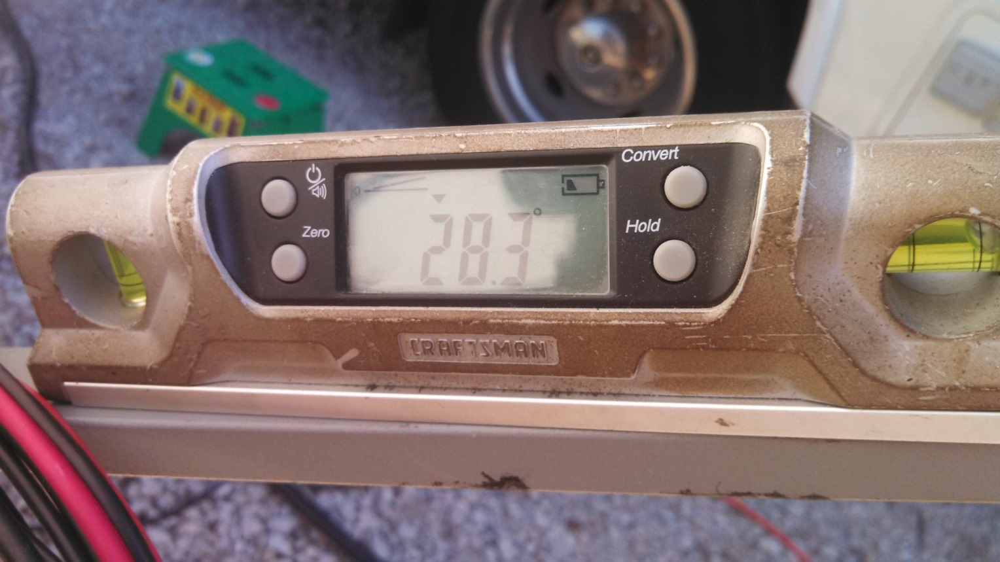 Convert
Zero
Hold
28.3°
CRAFTSMAN